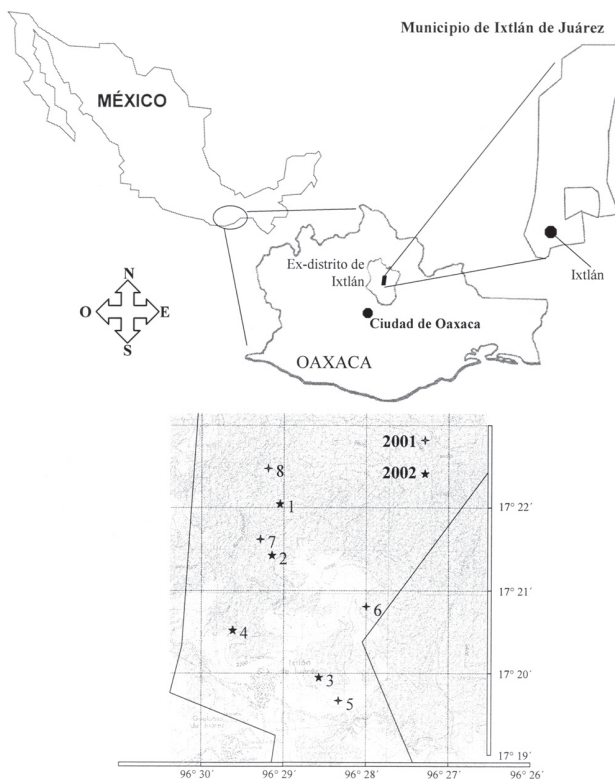 Municipio de Ixtlán de Juárez
MÉXICO
Ex-distrito de
Ixtlán
Ixtlán
Ciudad de Oaxaca
OAXACA
N
O
E
S
2001
2002
8
1
7
2
6
4
3
5
17° 22´
17° 21´
17° 20´
17° 19´
96° 30´
96° 29´
96° 28´
96° 27´
96° 26´